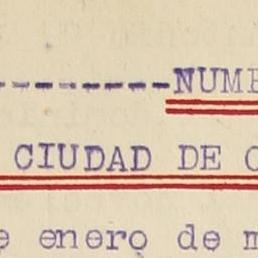 ---------NUME
CIUDAD DE C
e enero de m